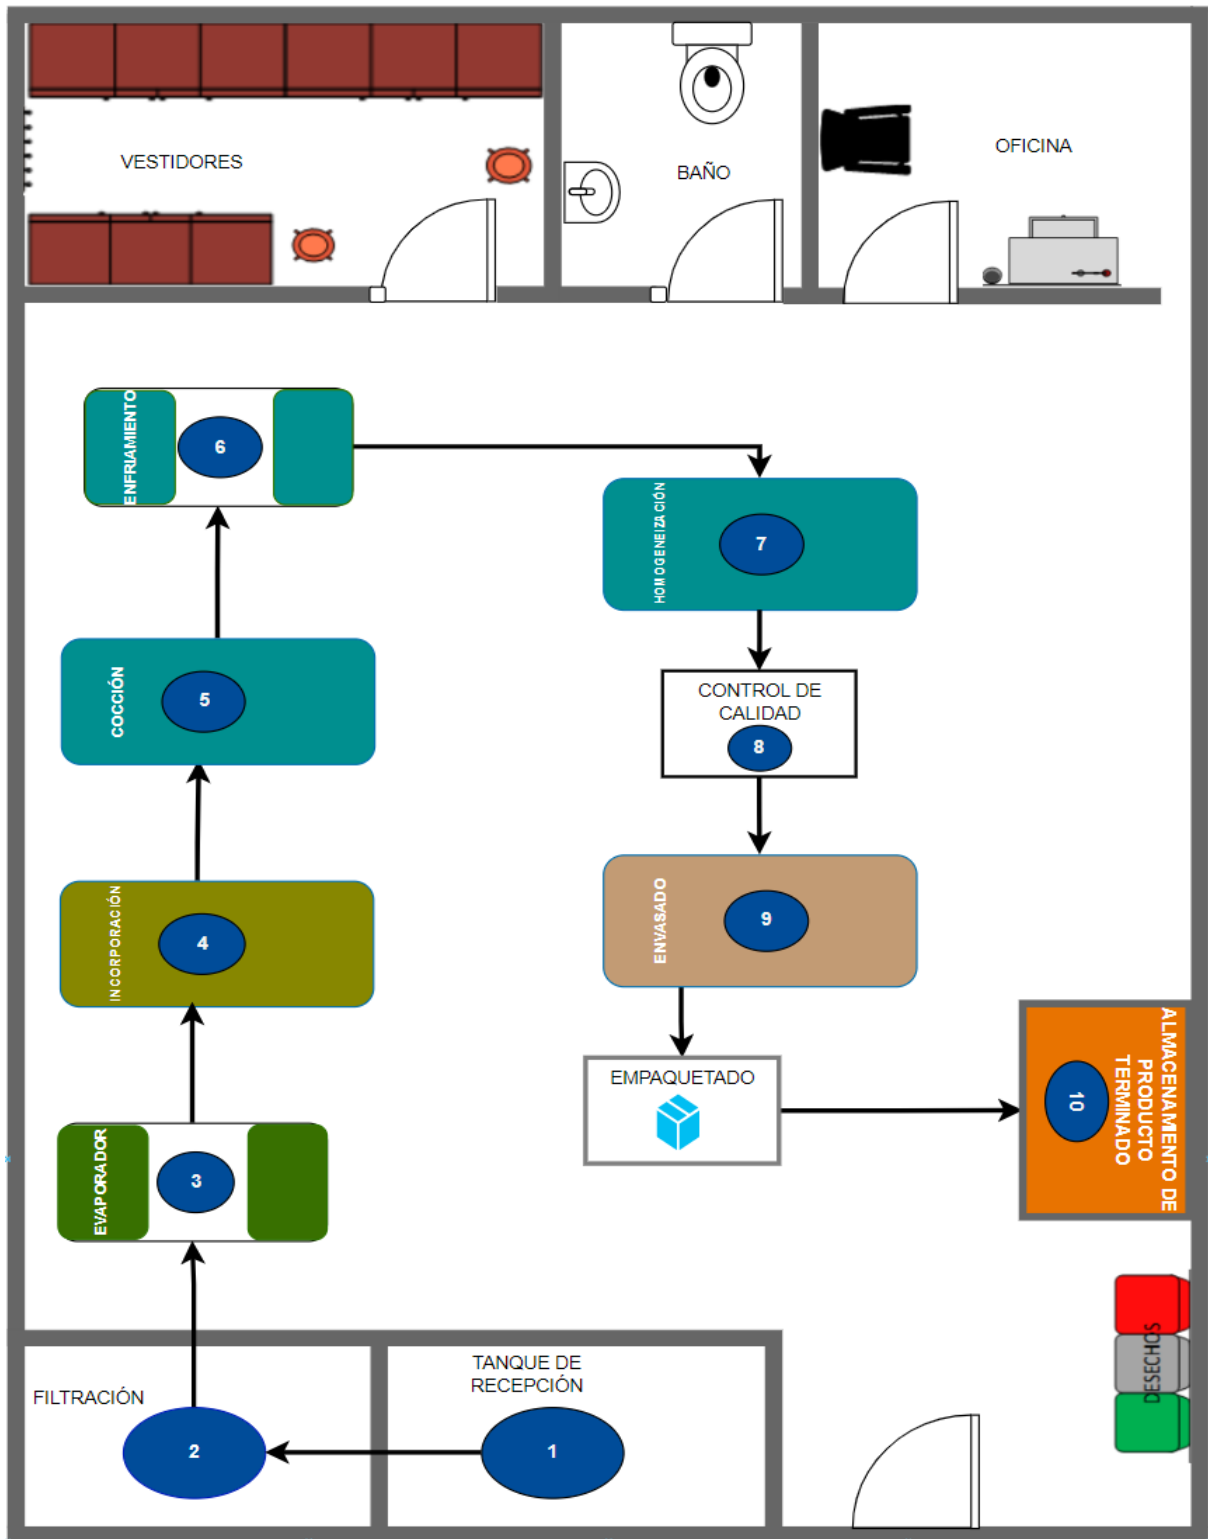 VESTIDORES
BAÑO
OFICINA
ENFRIAMIENTO
6
HOMOGENEIZACIÓN
7
COCCIÓN
5
CONTROL DE
CALIDAD
8
INCORPORACIÓN
4
ENVASADO
9
EMPAQUETADO
ALMACENAMIENTO DE
PRODUCTO
TERMINADO
10
EVAPORADOR
3
DESECHOS
FILTRACIÓN
2
TANQUE DE
RECEPCIÓN
1